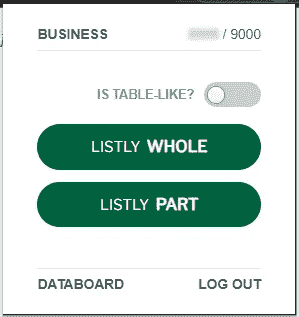 BUSINESS / 9000
IS TABLE-LIKE?
LISTLY WHOLE
LISTLY PART
DATABOARD LOG OUT